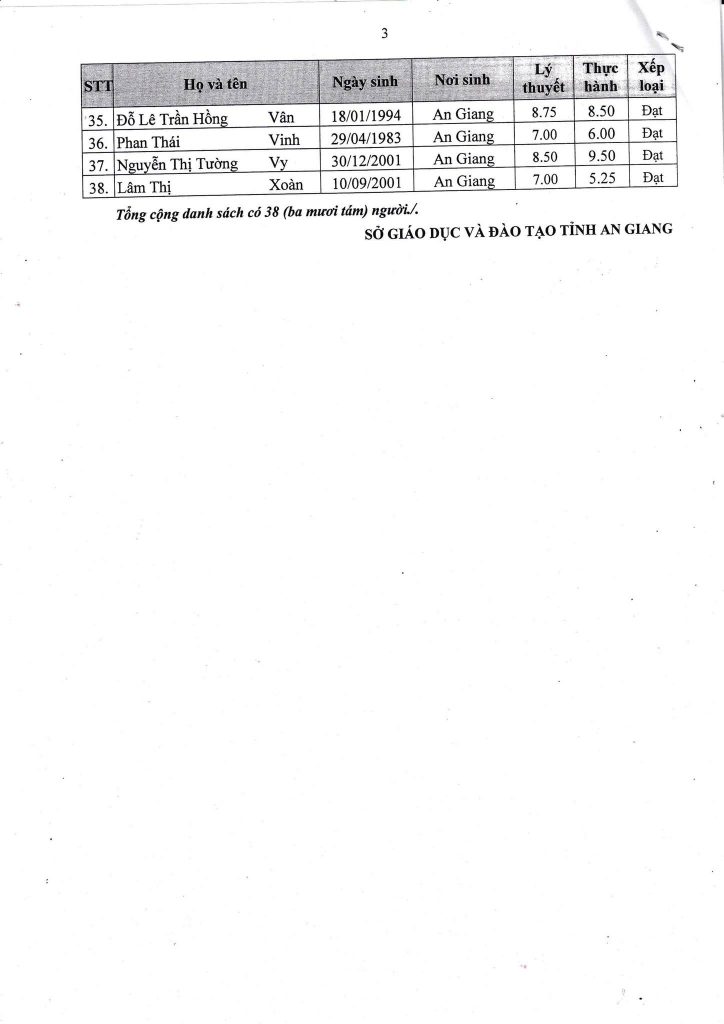 3
STT Họ và tên Ngày sinh Nơi sinh Lý thuyết Thực hành Xếp loại
35. Đỗ Lê Trần Hồng Vân 18/01/1994 An Giang 8.75 8.50 Đạt
36. Phan Thái Vinh 29/04/1983 An Giang 7.00 6.00 Đạt
37. Nguyễn Thị Tường Vy 30/12/2001 An Giang 8.50 9.50 Đạt
38. Lâm Thị Xoàn 10/09/2001 An Giang 7.00 5.25 Đạt
Tổng cộng danh sách có 38 (ba mươi tám) người./.
SỞ GIÁO DỤC VÀ ĐÀO TẠO TỈNH AN GIANG